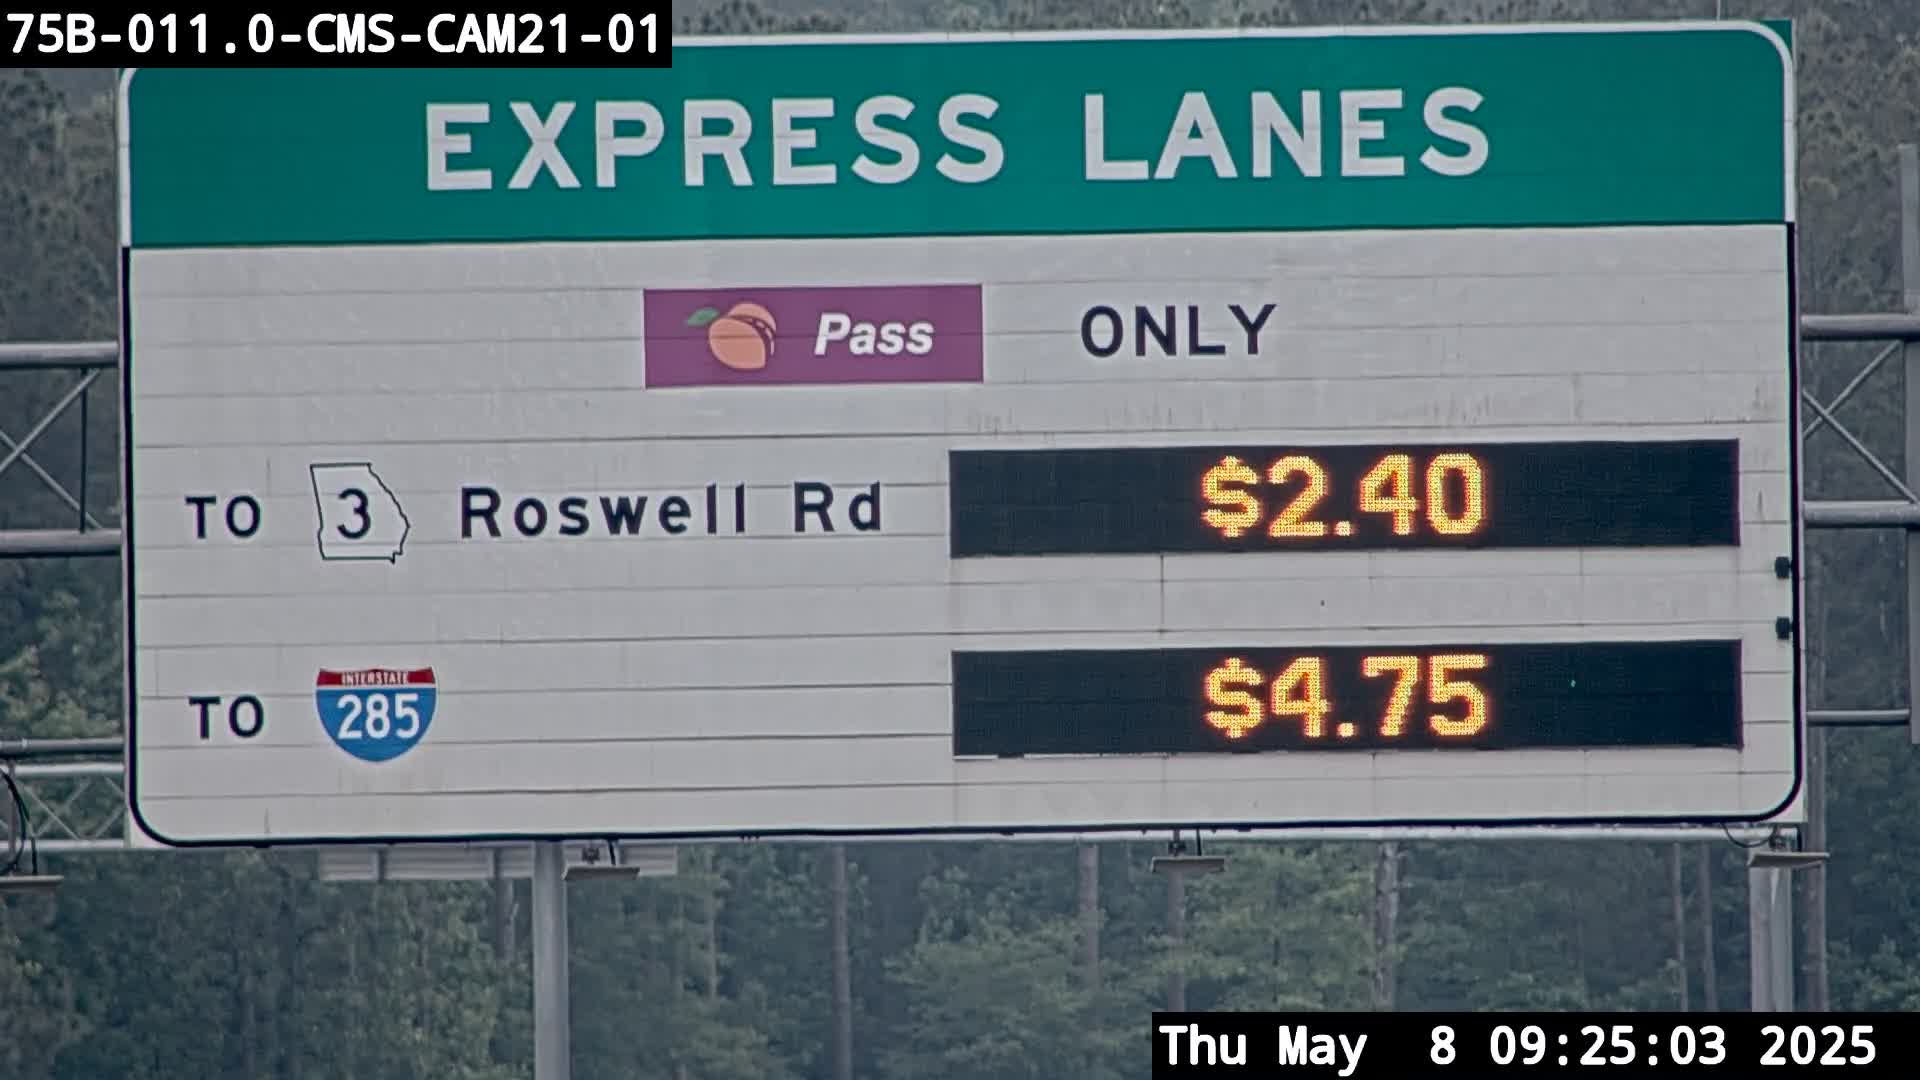 75B-011.0-CMS-CAM21-01
EXPRESS LANES
Pass ONLY
TO 3 Roswell Rd $2.40
INTERSTATE
TO 285 $4.75
Thu May 8 09:25:03 2025